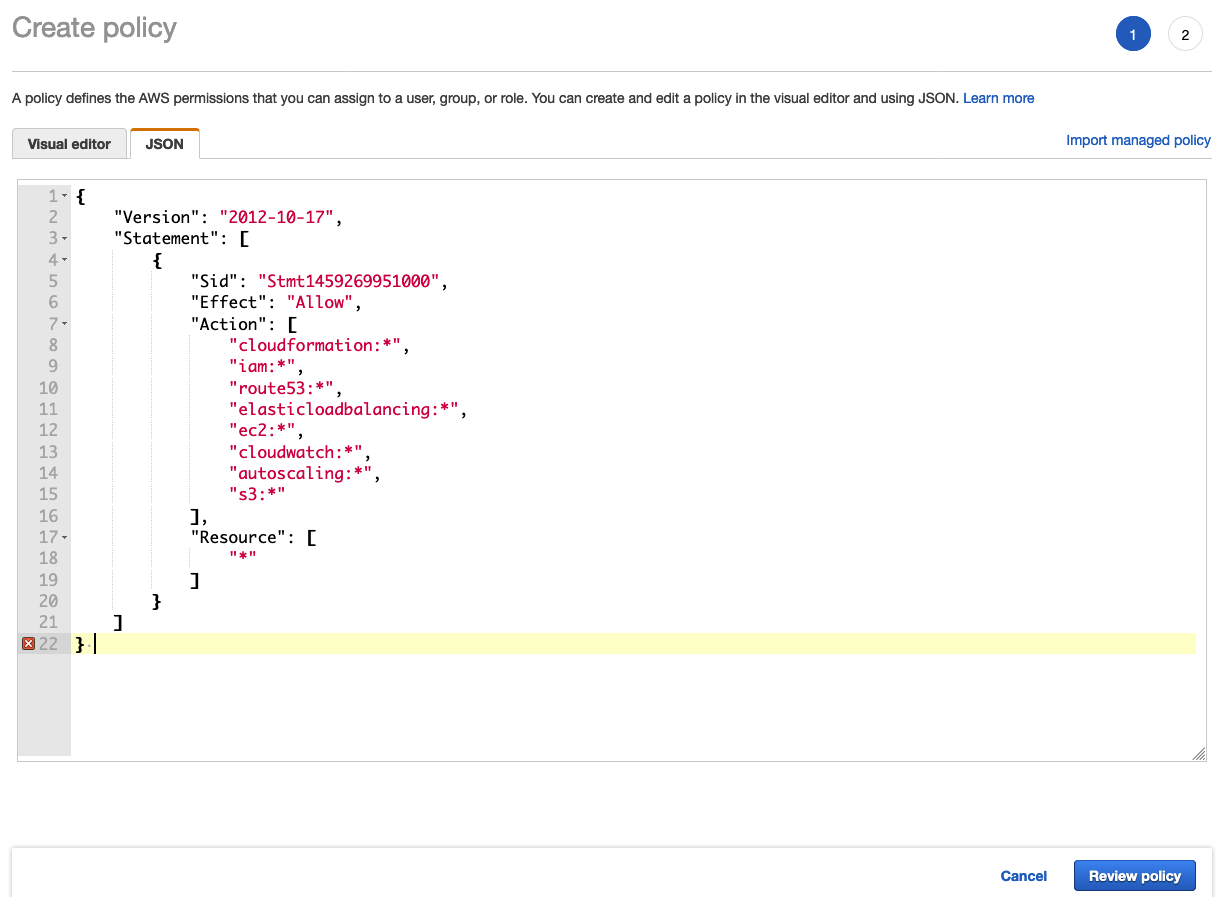 Create policy
1
2
A policy defines the AWS permissions that you can assign to a user, group, or role. You can create and edit a policy in the visual editor and using JSON. Learn more
Visual editor
JSON
Import managed policy
1 {
2     "Version": "2012-10-17",
3     "Statement": [
4         {
5             "Sid": "Stmt1459269951000",
6             "Effect": "Allow",
7             "Action": [
8                 "cloudformation:*",
9                 "iam:*",
10                 "route53:*",
11                 "elasticloadbalancing:*",
12                 "ec2:*",
13                 "cloudwatch:*",
14                 "autoscaling:*",
15                 "s3:*"
16             ],
17             "Resource": [
18                 "*"
19             ]
20         }
21     ]
22 }
Cancel
Review policy